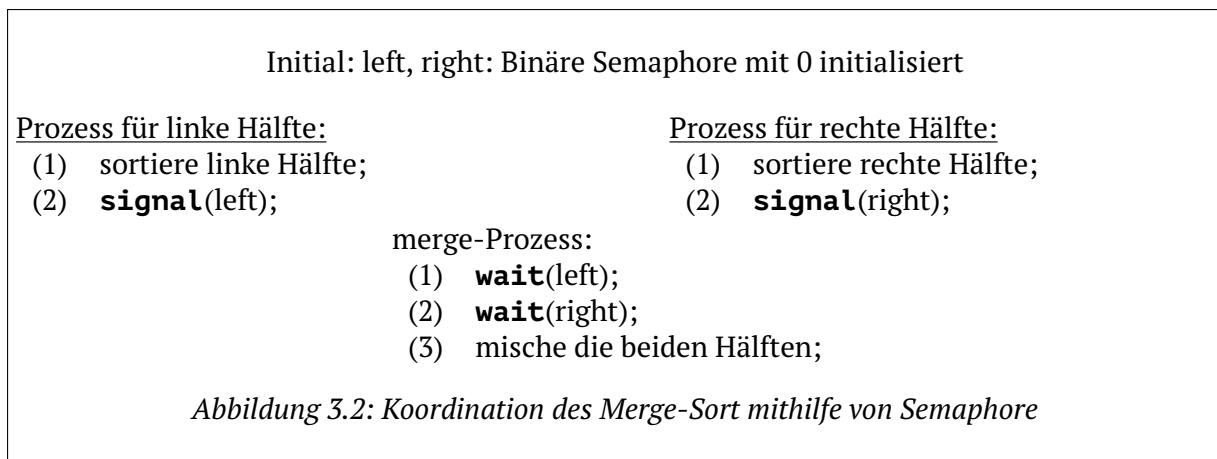 Initial: left, right: Binäre Semaphore mit 0 initialisiert
Prozess für linke Hälfte:
(1) sortiere linke Hälfte;
(2) signal(left);
Prozess für rechte Hälfte:
(1) sortiere rechte Hälfte;
(2) signal(right);
merge-Prozess:
(1) wait(left);
(2) wait(right);
(3) mische die beiden Hälften;
Abbildung 3.2: Koordination des Merge-Sort mithilfe von Semaphore